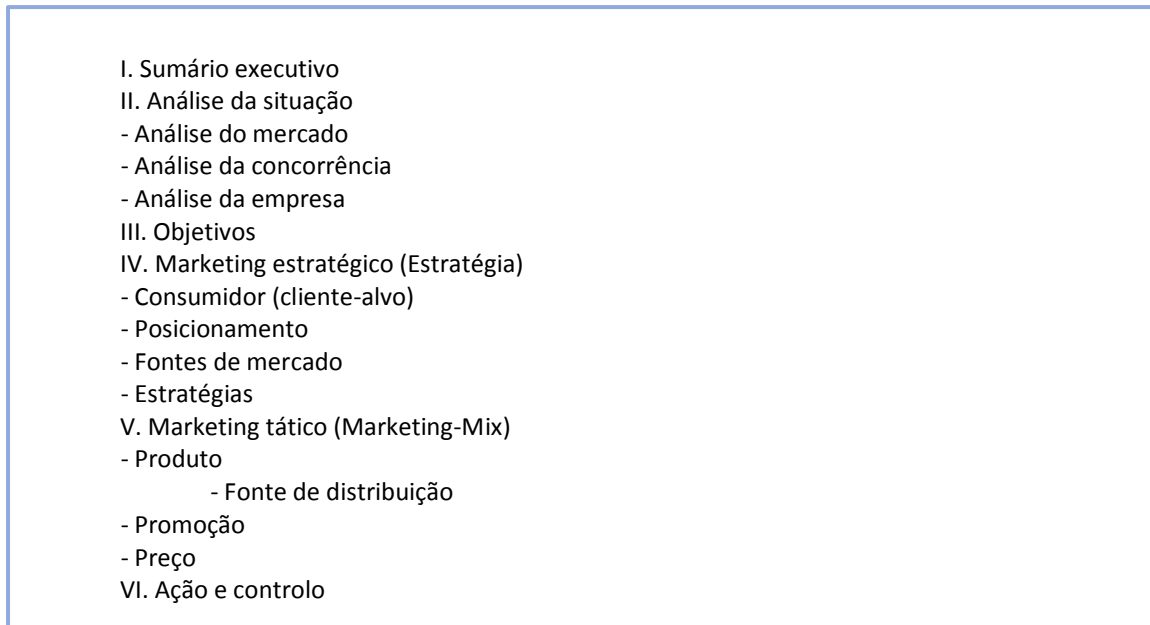 I. Sumário executivo
II. Análise da situação
- Análise do mercado
- Análise da concorrência
- Análise da empresa
III. Objetivos
IV. Marketing estratégico (Estratégia)
- Consumidor (cliente-alvo)
- Posicionamento
- Fontes de mercado
- Estratégias
V. Marketing tático (Marketing-Mix)
- Produto
- Fonte de distribuição
- Promoção
- Preço
VI. Ação e controlo